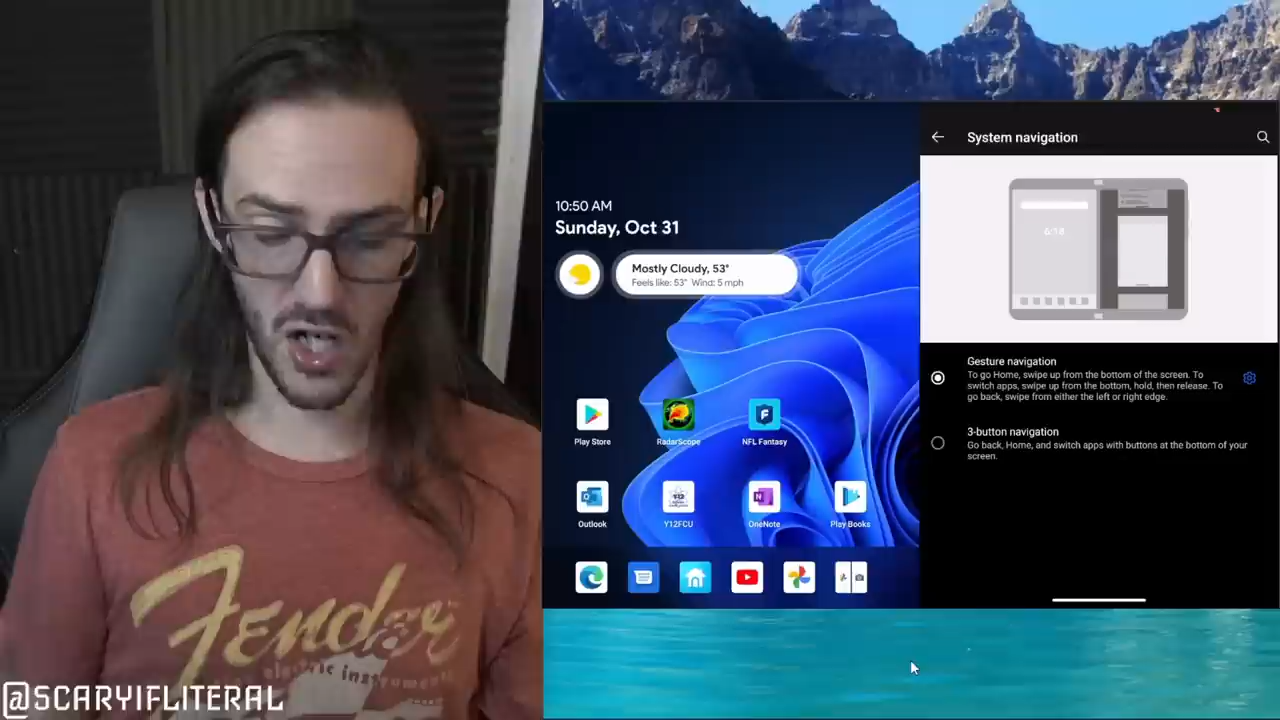 10:50 AM
Sunday, Oct 31
Mostly Cloudy, 53°
Feels like: 53° Wind: 5 mph
Play Store
RadarScope
NFL Fantasy
Outlook
Y12FCU
OneNote
Play Books
System navigation
6:18
Gesture navigation
To go Home, swipe up from the bottom of the screen. To
switch apps, swipe up from the bottom, hold, then release. To
go back, swipe from either the left or right edge.
3-button navigation
Go back, Home, and switch apps with buttons at the bottom of your
screen.
Fender
electric instruments
@SCARYIFLITERAL